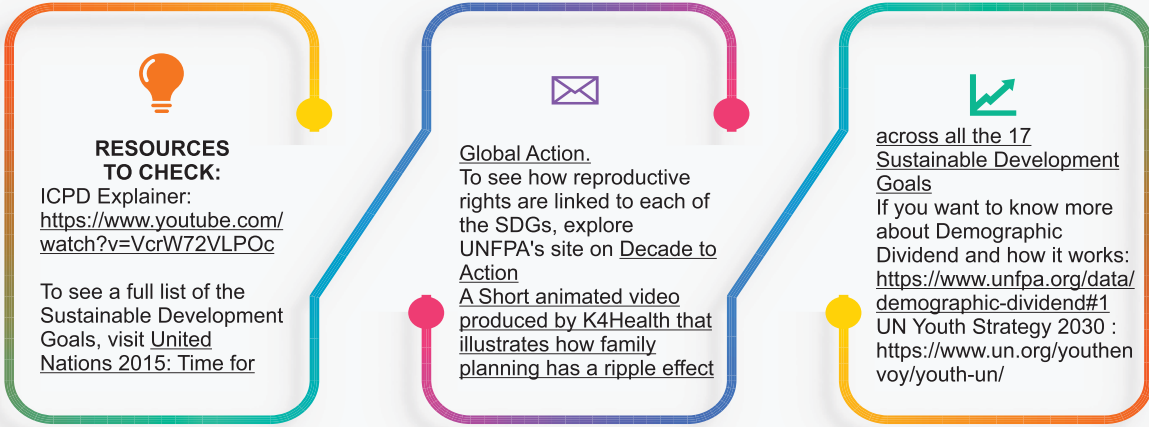 RESOURCES
TO CHECK:
ICPD Explainer:
https://www.youtube.com/
watch?v=VcrW72VLPOc
To see a full list of the
Sustainable Development
Goals, visit United
Nations 2015: Time for
Global Action.
To see how reproductive
rights are linked to each of
the SDGs, explore
UNFPA's site on Decade to
Action
A Short animated video
produced by K4Health that
illustrates how family
planning has a ripple effect
across all the 17
Sustainable Development
Goals
If you want to know more
about Demographic
Dividend and how it works:
https://www.unfpa.org/data/
demographic-dividend#1
UN Youth Strategy 2030 :
https://www.un.org/youthen
voy/youth-un/